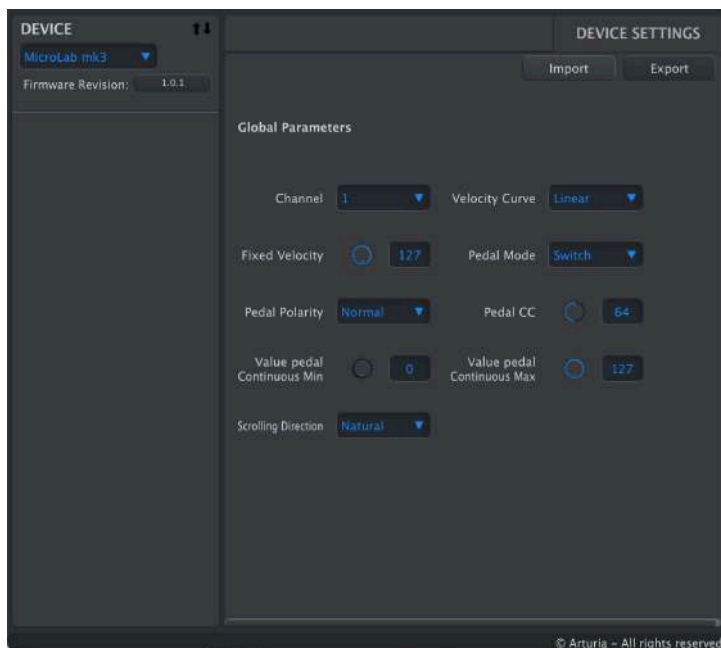 DEVICE
MicroLab mk3
Firmware Revision: 1.0.1
DEVICE SETTINGS
Import Export
Global Parameters
Channel 1 Velocity Curve Linear
Fixed Velocity 127 Pedal Mode Switch
Pedal Polarity Normal Pedal CC 64
Value pedal
Continuous Min 0
Value pedal
Continuous Max 127
Scrolling Direction Natural
© Arturia – All rights reserved